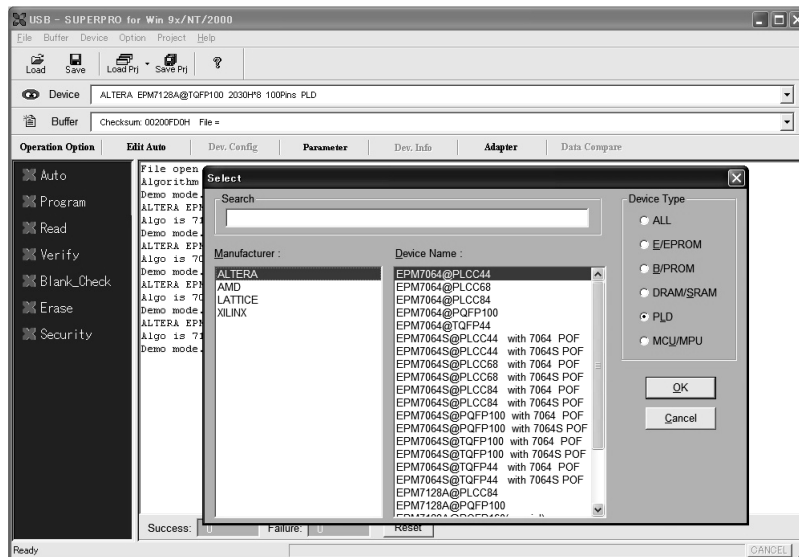 USB - SUPERPRO for Win 9x/NT/2000
File Buffer Device Option Project Help
Load Save Load Prj Save Prj
Device ALTERA EPM7128A@TQFP100 2030H*8 100Pins PLD
Buffer Checksum: 00200FD0H File =
Operation Option Edit Auto Dev. Config Parameter Dev. Info Adapter Data Compare
Auto
Program
Read
Verify
Blank_Check
Erase
Security
File open
Algorithm
Demo mode.
ALTERA EPM
Algo is 71
Demo mode.
ALTERA EPM
Algo is 70
Demo mode.
ALTERA EPM
Algo is 70
Demo mode.
ALTERA EPM
Algo is 71
Demo mode.
Select
Search
Manufacturer :
ALTERA
AMD
LATTICE
XILINX
Device Name :
EPM7064@PLCC44
EPM7064@PLCC68
EPM7064@PLCC84
EPM7064@PQFP100
EPM7064@TQFP44
EPM7064S@PLCC44 with 7064 POF
EPM7064S@PLCC44 with 7064S POF
EPM7064S@PLCC68 with 7064 POF
EPM7064S@PLCC68 with 7064S POF
EPM7064S@PLCC84 with 7064 POF
EPM7064S@PLCC84 with 7064S POF
EPM7064S@PQFP100 with 7064 POF
EPM7064S@PQFP100 with 7064S POF
EPM7064S@TQFP100 with 7064 POF
EPM7064S@TQFP100 with 7064S POF
EPM7064S@TQFP44 with 7064 POF
EPM7064S@TQFP44 with 7064S POF
EPM7128A@PLCC84
EPM7128A@PQFP100
Device Type
ALL
E/EPROM
B/PROM
DRAM/SRAM
PLD
MCU/MPU
OK
Cancel
Success: 0 Failure: 0 Reset
Ready
CANCEL